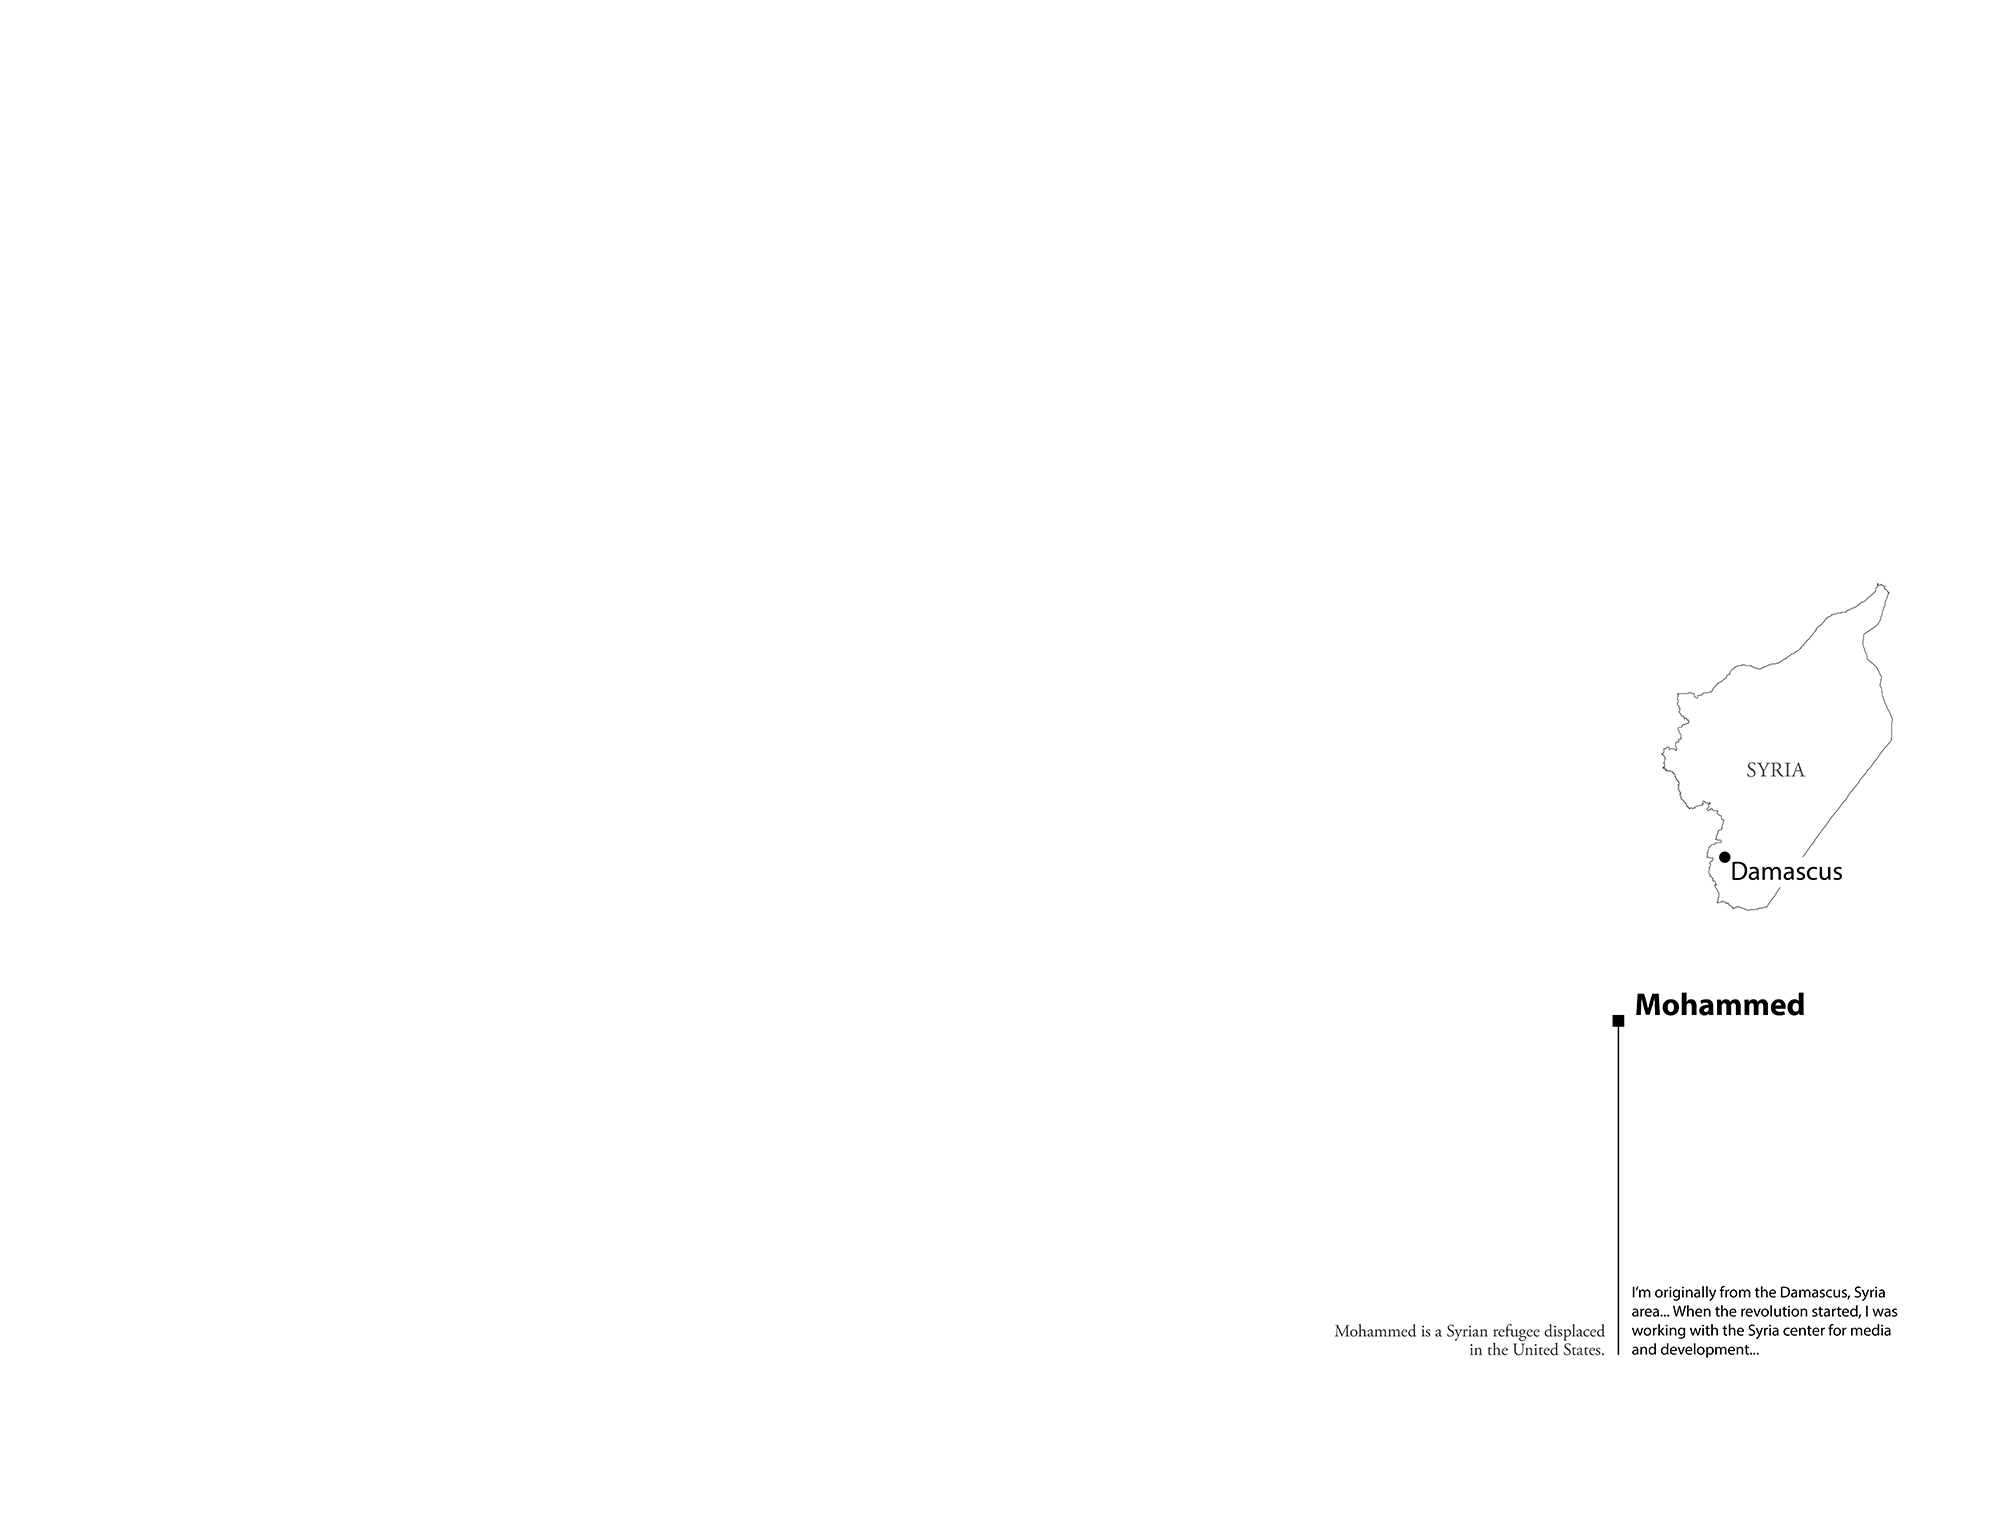 SYRIA
Damascus
Mohammed
Mohammed is a Syrian refugee displaced
in the United States.
I’m originally from the Damascus, Syria
area... When the revolution started, I was
working with the Syria center for media
and development...